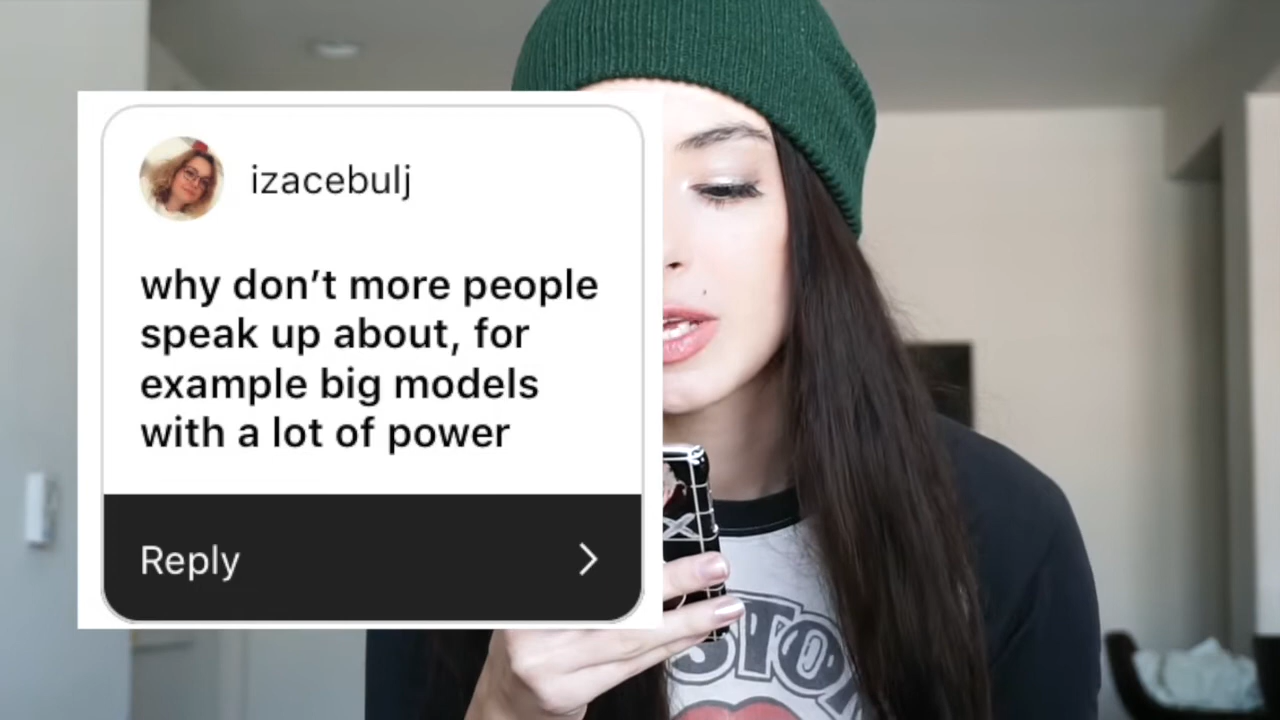 izacebulj
why don’t more people
speak up about, for
example big models
with a lot of power
Reply